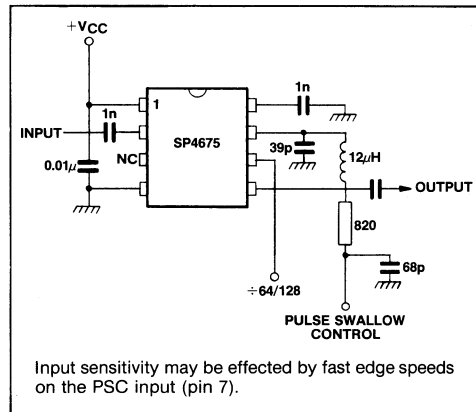 +VCC
1n
1
1n
INPUT
SP4675
39p
12μH
NC
0.01μ
OUTPUT
820
68p
÷64/128
PULSE SWALLOW
CONTROL
Input sensitivity may be effected by fast edge speeds
on the PSC input (pin 7).